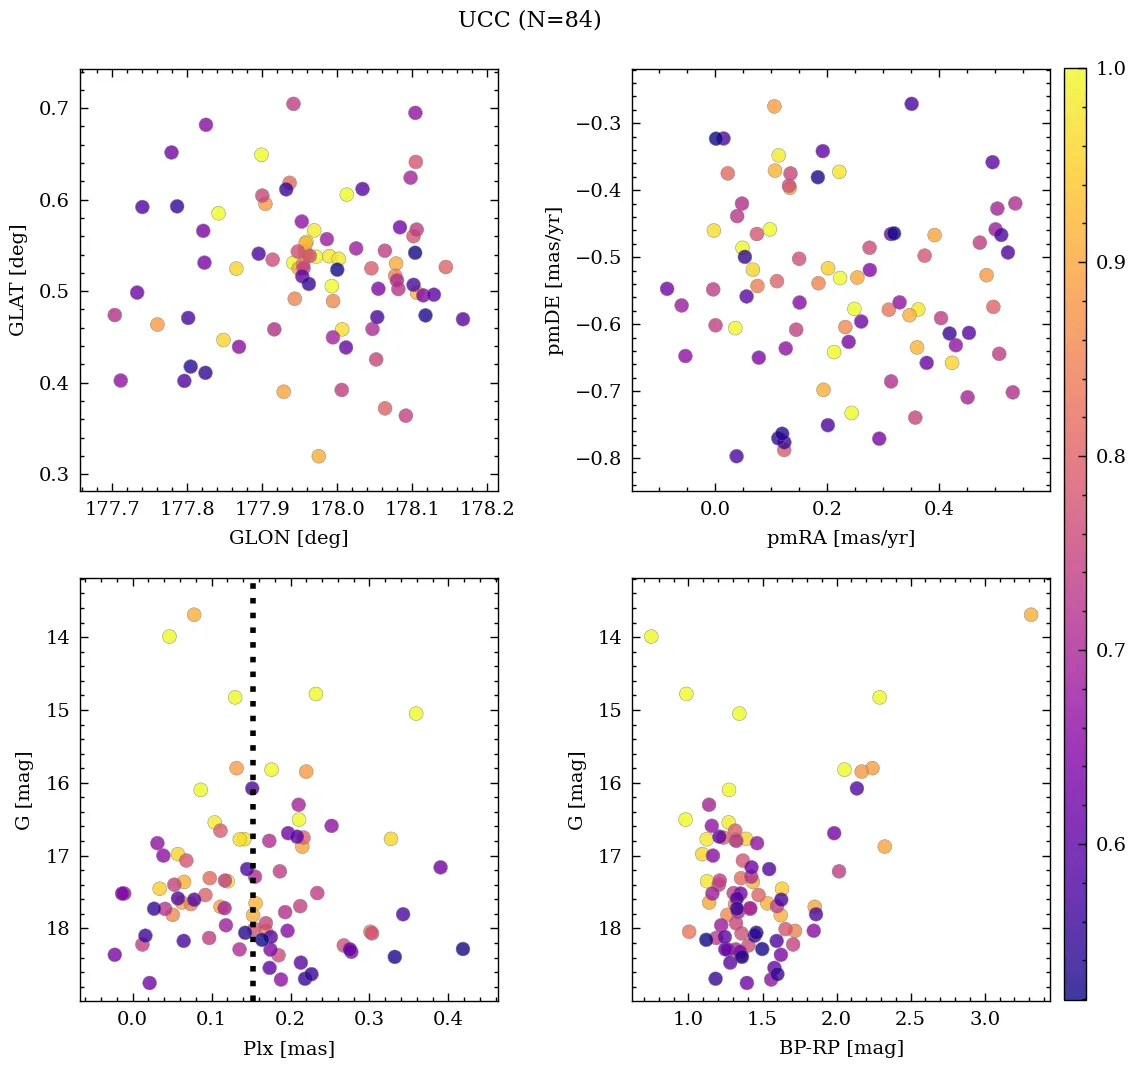 UCC (N=84)
0.7
0.6
0.5
0.4
0.3
GLAT [deg]
177.7 177.8 177.9 178.0 178.1 178.2
GLON [deg]
−0.3
−0.4
−0.5
−0.6
−0.7
−0.8
pmDE [mas/yr]
0.0 0.2 0.4
pmRA [mas/yr]
1.0
0.9
0.8
0.7
0.6
14
15
16
17
18
G [mag]
0.0 0.1 0.2 0.3 0.4
Plx [mas]
14
15
16
17
18
G [mag]
1.0 1.5 2.0 2.5 3.0
BP-RP [mag]